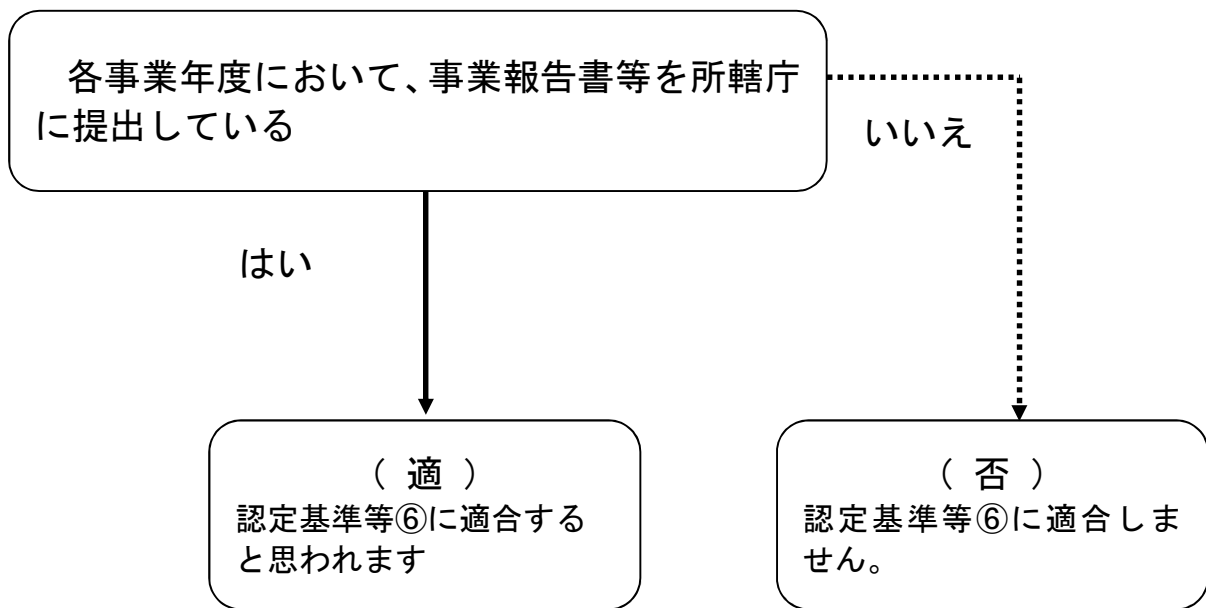 各事業年度において、事業報告書等を所轄庁
に提出している
いいえ
はい
（ 適 ）
認定基準等⑥に適合する
と思われます
（ 否 ）
認定基準等⑥に適合しま
せん。